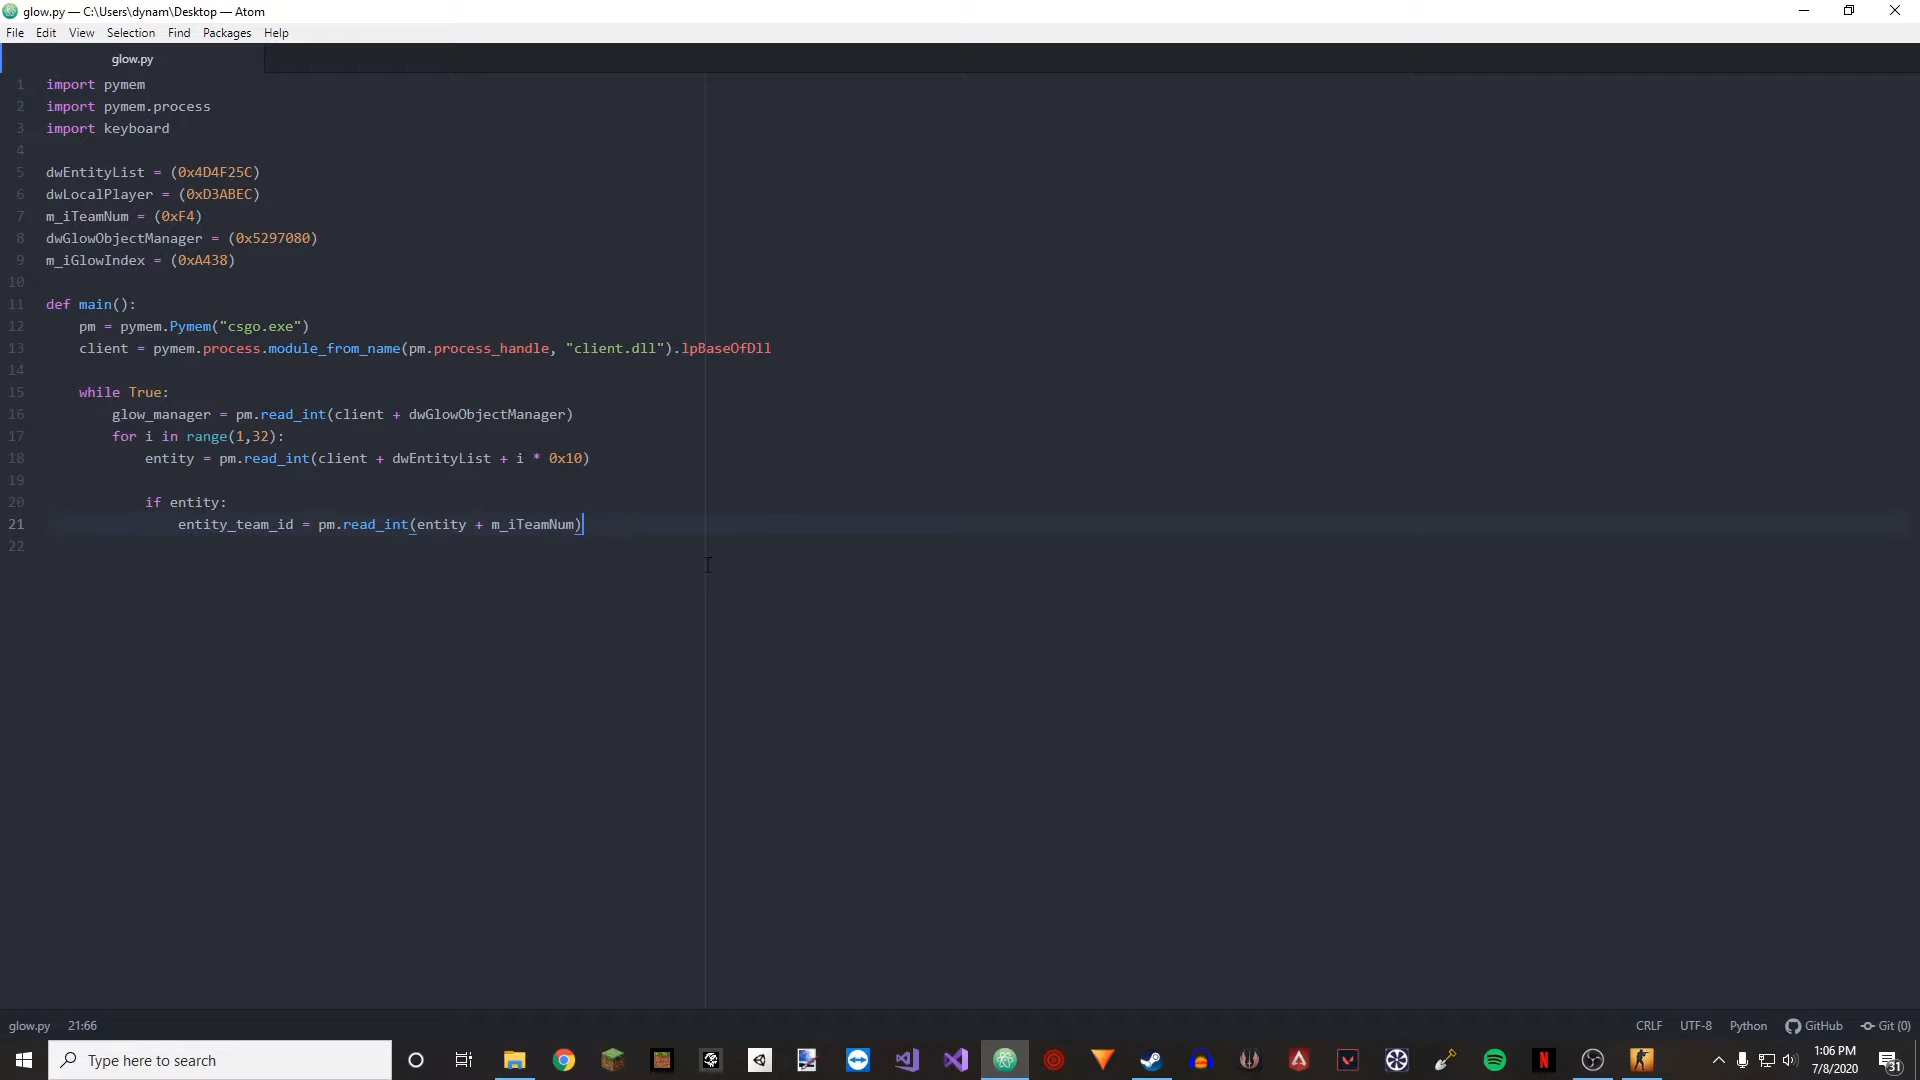 glow.py — C:\Users\dynam\Desktop — Atom
File Edit View Selection Find Packages Help
glow.py
1 import pymem
2 import pymem.process
3 import keyboard
4
5 dwEntityList = (0x4D4F25C)
6 dwLocalPlayer = (0xD3ABEC)
7 m_iTeamNum = (0xF4)
8 dwGlowObjectManager = (0x5297080)
9 m_iGlowIndex = (0xA438)
10
11 def main():
12     pm = pymem.Pymem("csgo.exe")
13     client = pymem.process.module_from_name(pm.process_handle, "client.dll").lpBaseOfDll
14
15     while True:
16         glow_manager = pm.read_int(client + dwGlowObjectManager)
17         for i in range(1,32):
18             entity = pm.read_int(client + dwEntityList + i * 0x10)
19
20             if entity:
21                 entity_team_id = pm.read_int(entity + m_iTeamNum)
22
glow.py 21:66 CRLF UTF-8 Python GitHub Git (0)
Type here to search
1:06 PM
7/8/2020
31